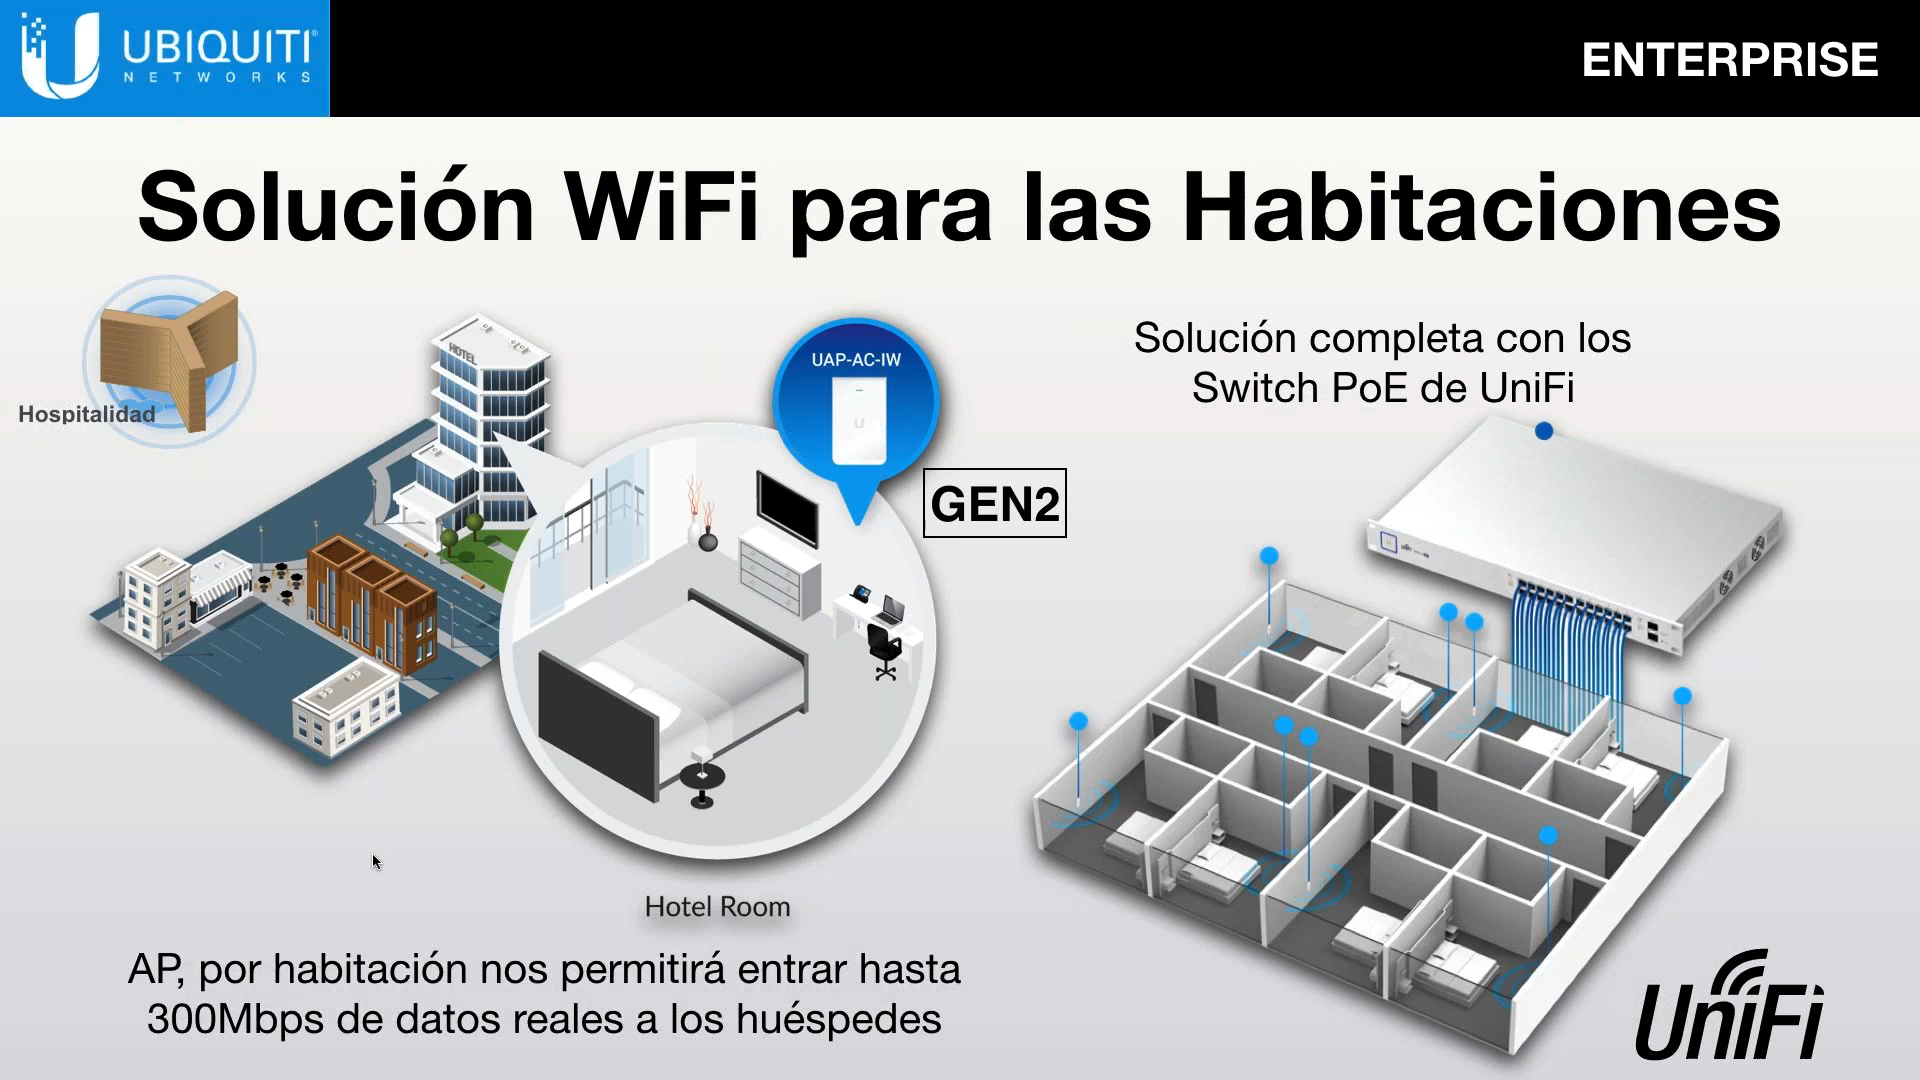 UBIQUITI
NETWORKS
ENTERPRISE
Solución WiFi para las Habitaciones
Hospitalidad
HOTEL
UAP-AC-IW
GEN2
Solución completa con los
Switch PoE de UniFi
Hotel Room
AP, por habitación nos permitirá entrar hasta
300Mbps de datos reales a los huéspedes
UniFi